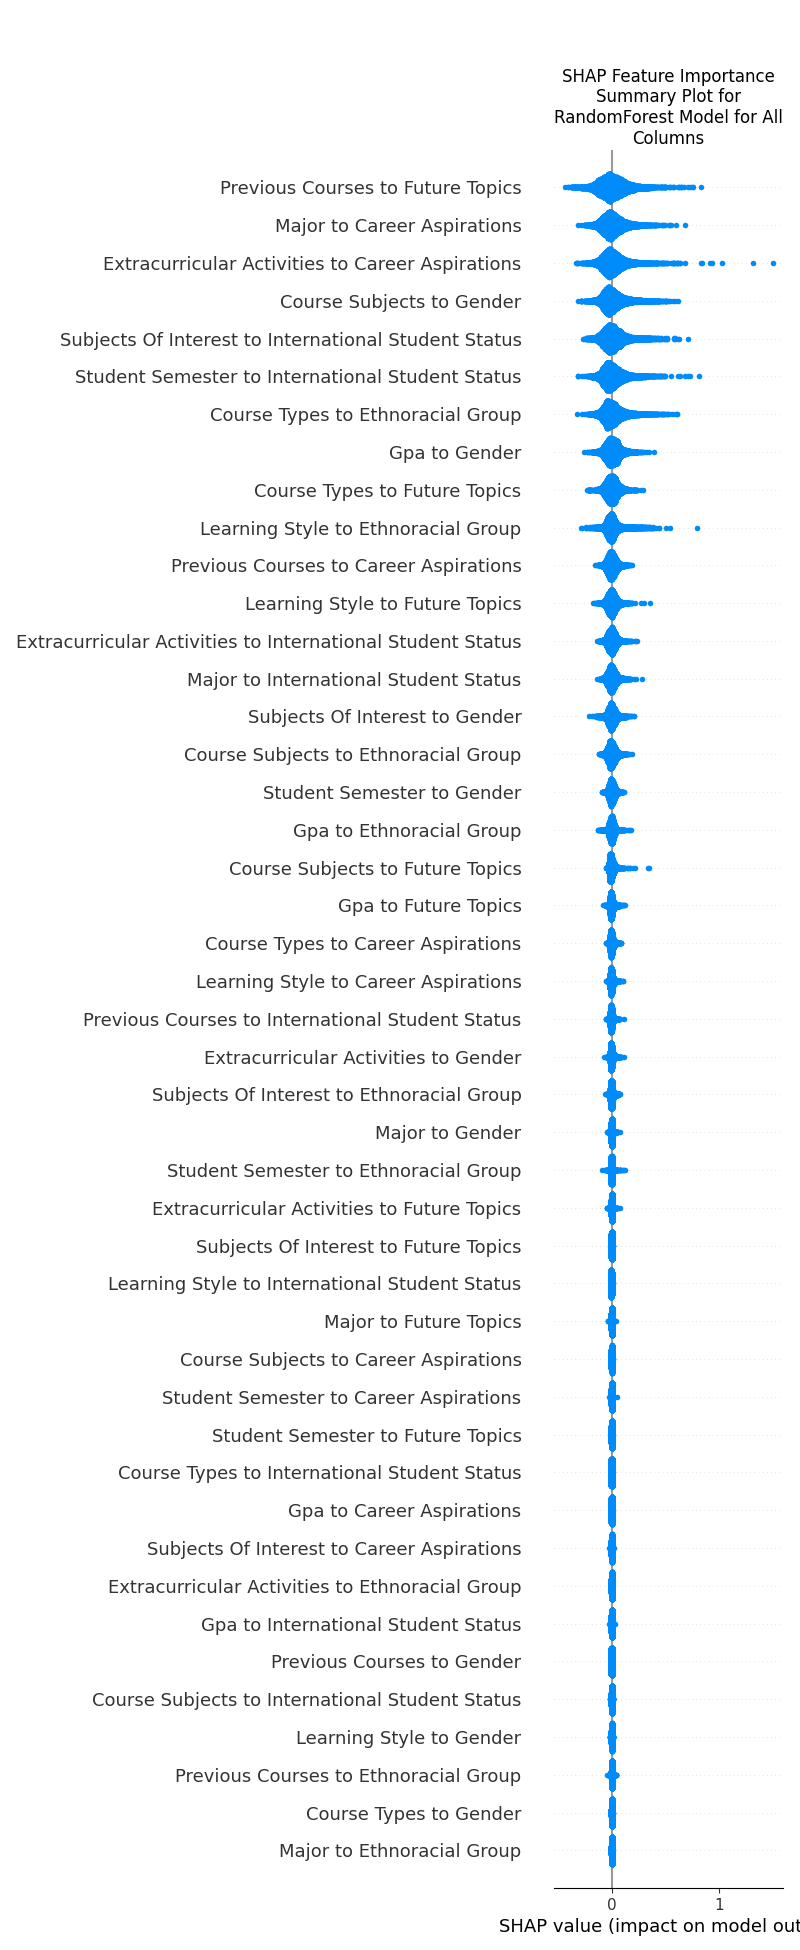 SHAP Feature Importance
Summary Plot for
RandomForest Model for All
Columns
Previous Courses to Future Topics
Major to Career Aspirations
Extracurricular Activities to Career Aspirations
Course Subjects to Gender
Subjects Of Interest to International Student Status
Student Semester to International Student Status
Course Types to Ethnoracial Group
Gpa to Gender
Course Types to Future Topics
Learning Style to Ethnoracial Group
Previous Courses to Career Aspirations
Learning Style to Future Topics
Extracurricular Activities to International Student Status
Major to International Student Status
Subjects Of Interest to Gender
Course Subjects to Ethnoracial Group
Student Semester to Gender
Gpa to Ethnoracial Group
Course Subjects to Future Topics
Gpa to Future Topics
Course Types to Career Aspirations
Learning Style to Career Aspirations
Previous Courses to International Student Status
Extracurricular Activities to Gender
Subjects Of Interest to Ethnoracial Group
Major to Gender
Student Semester to Ethnoracial Group
Extracurricular Activities to Future Topics
Subjects Of Interest to Future Topics
Learning Style to International Student Status
Major to Future Topics
Course Subjects to Career Aspirations
Student Semester to Career Aspirations
Student Semester to Future Topics
Course Types to International Student Status
Gpa to Career Aspirations
Subjects Of Interest to Career Aspirations
Extracurricular Activities to Ethnoracial Group
Gpa to International Student Status
Previous Courses to Gender
Course Subjects to International Student Status
Learning Style to Gender
Previous Courses to Ethnoracial Group
Course Types to Gender
Major to Ethnoracial Group
0 1
SHAP value (impact on model out